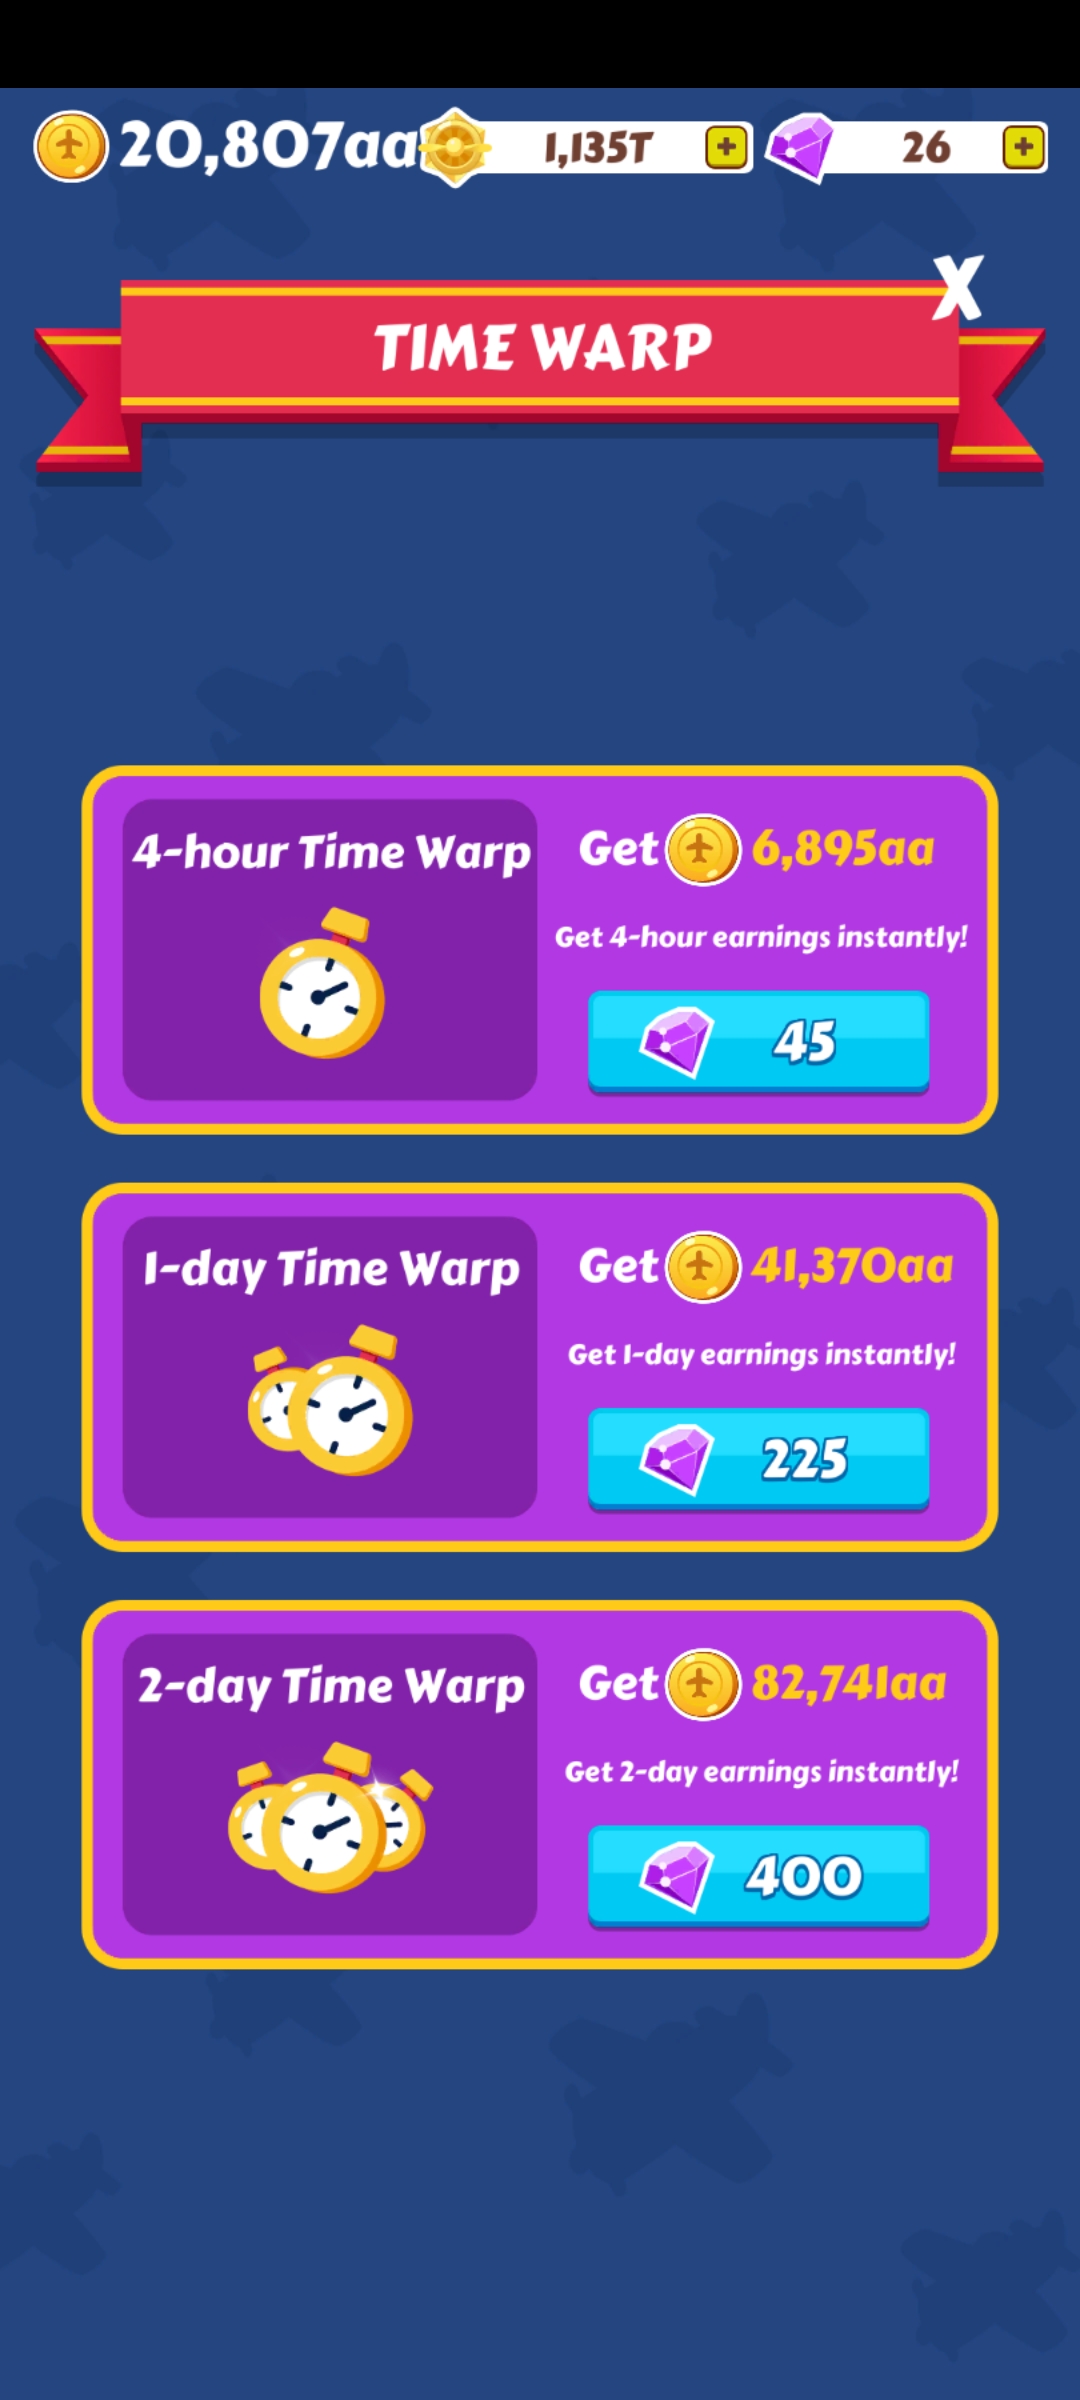 20,807aa 1,135T + 26 +
X
TIME WARP
4-hour Time Warp
Get 6,895aa
Get 4-hour earnings instantly!
45
1-day Time Warp
Get 41,370aa
Get 1-day earnings instantly!
225
2-day Time Warp
Get 82,741aa
Get 2-day earnings instantly!
400